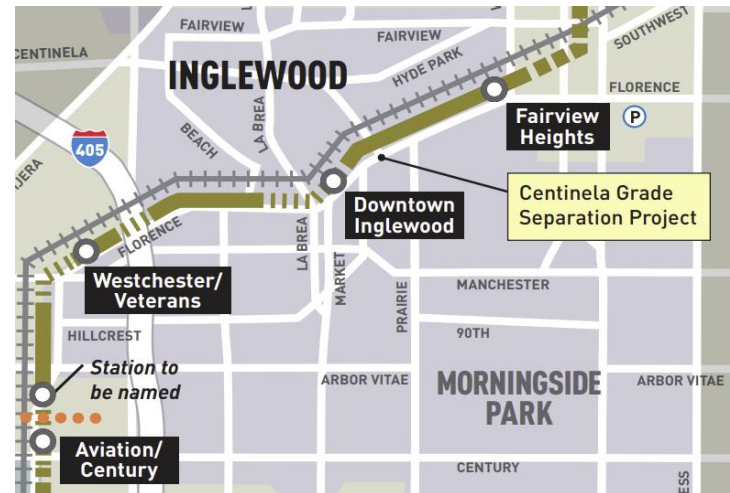 FAIRVIEW
FAIRVIEW
SOUTHWEST
CENTINELA
INGLEWOOD
HYDE PARK
FLORENCE
LA BREA
BEACH
Fairview
Heights
P
405
Centinela Grade
Separation Project
Downtown
Inglewood
FLORENCE
LA BREA
MARKET
PRAIRIE
Westchester/
Veterans
MANCHESTER
HILLCREST
90TH
Station to
be named
ARBOR VITAE
MORNINGSIDE
PARK
ARBOR VITAE
Aviation/
Century
CENTURY